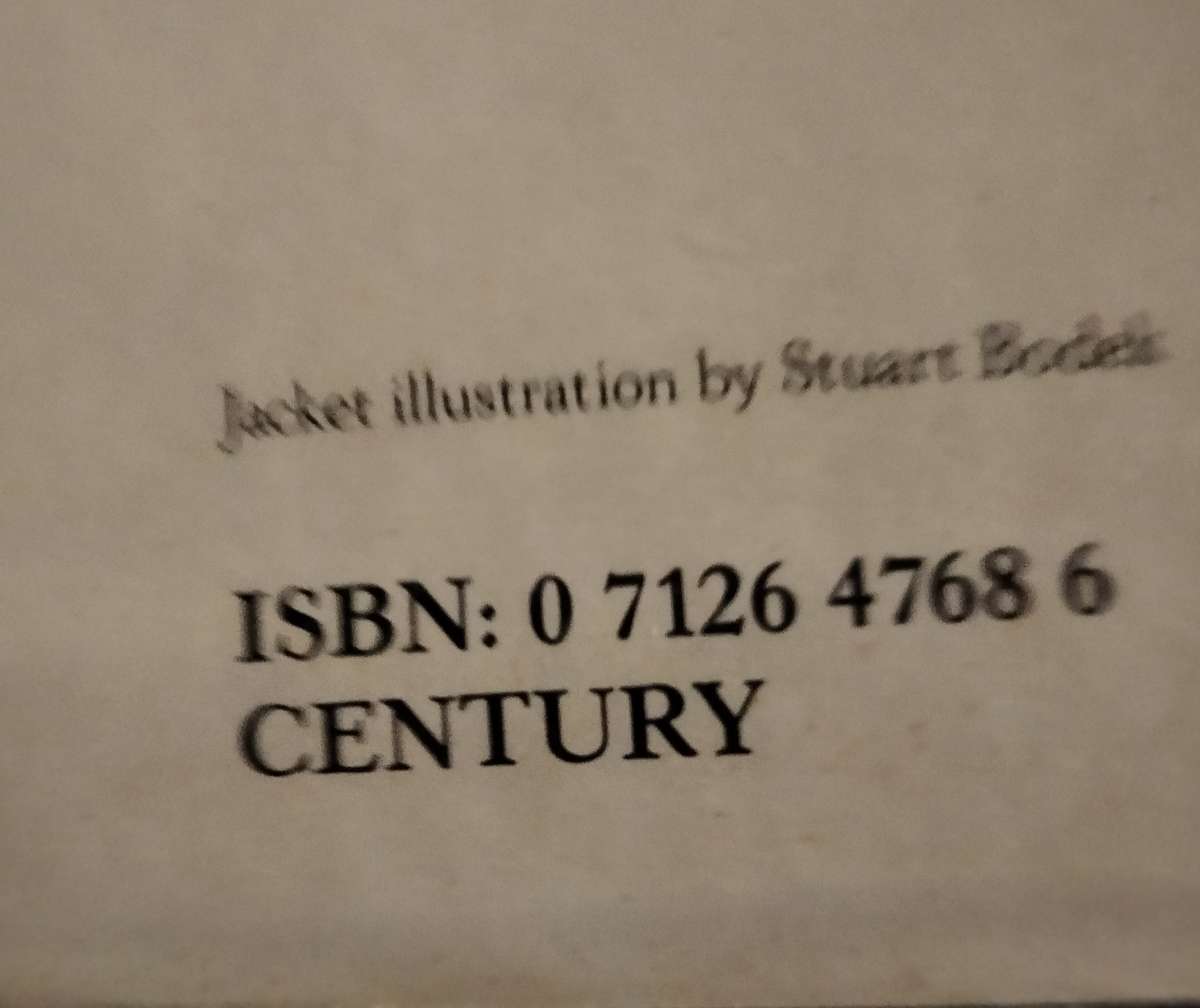 Jacket illustration by Stuart
ISBN: 0 7126 4768 6
CENTURY